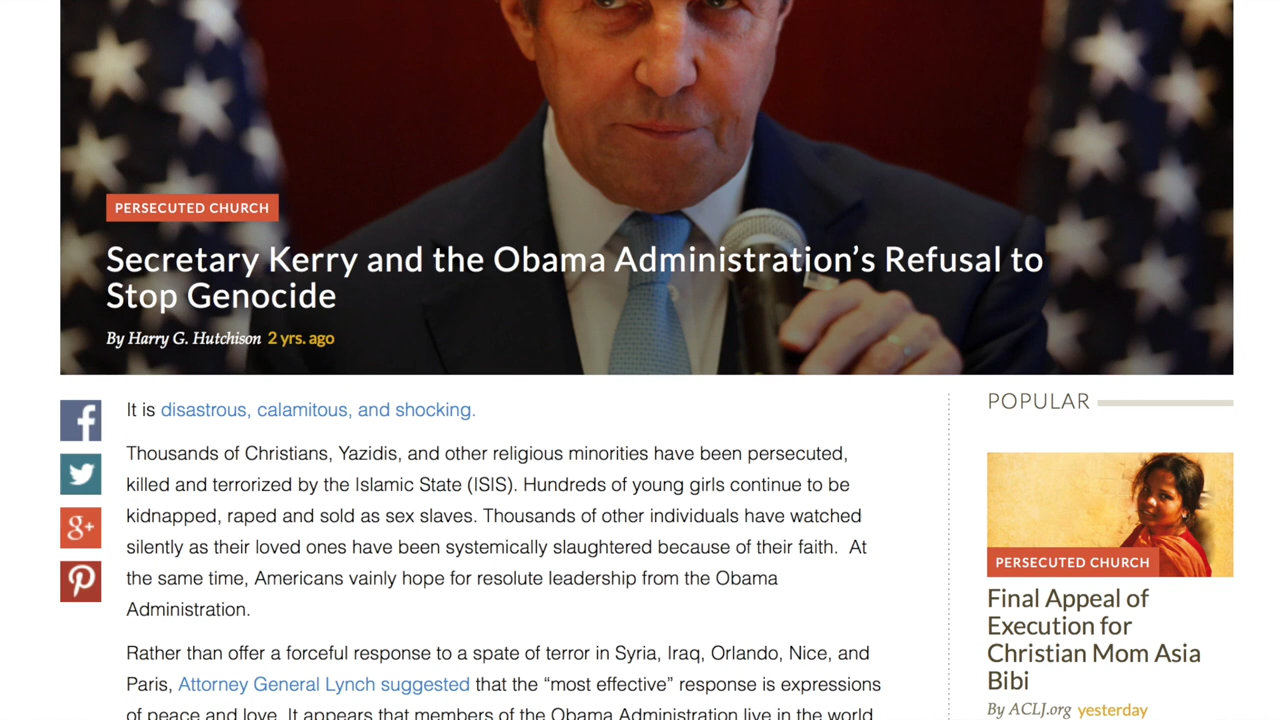 PERSECUTED CHURCH
Secretary Kerry and the Obama Administration’s Refusal to
Stop Genocide
By Harry G. Hutchison 2 yrs. ago
It is disastrous, calamitous, and shocking.
Thousands of Christians, Yazidis, and other religious minorities have been persecuted,
killed and terrorized by the Islamic State (ISIS). Hundreds of young girls continue to be
kidnapped, raped and sold as sex slaves. Thousands of other individuals have watched
silently as their loved ones have been systemically slaughtered because of their faith.  At
the same time, Americans vainly hope for resolute leadership from the Obama
Administration.
Rather than offer a forceful response to a spate of terror in Syria, Iraq, Orlando, Nice, and
Paris, Attorney General Lynch suggested that the “most effective” response is expressions
of peace and love. It appears that members of the Obama Administration live in the world
POPULAR
PERSECUTED CHURCH
Final Appeal of
Execution for
Christian Mom Asia
Bibi
By ACLJ.org yesterday
f
g+